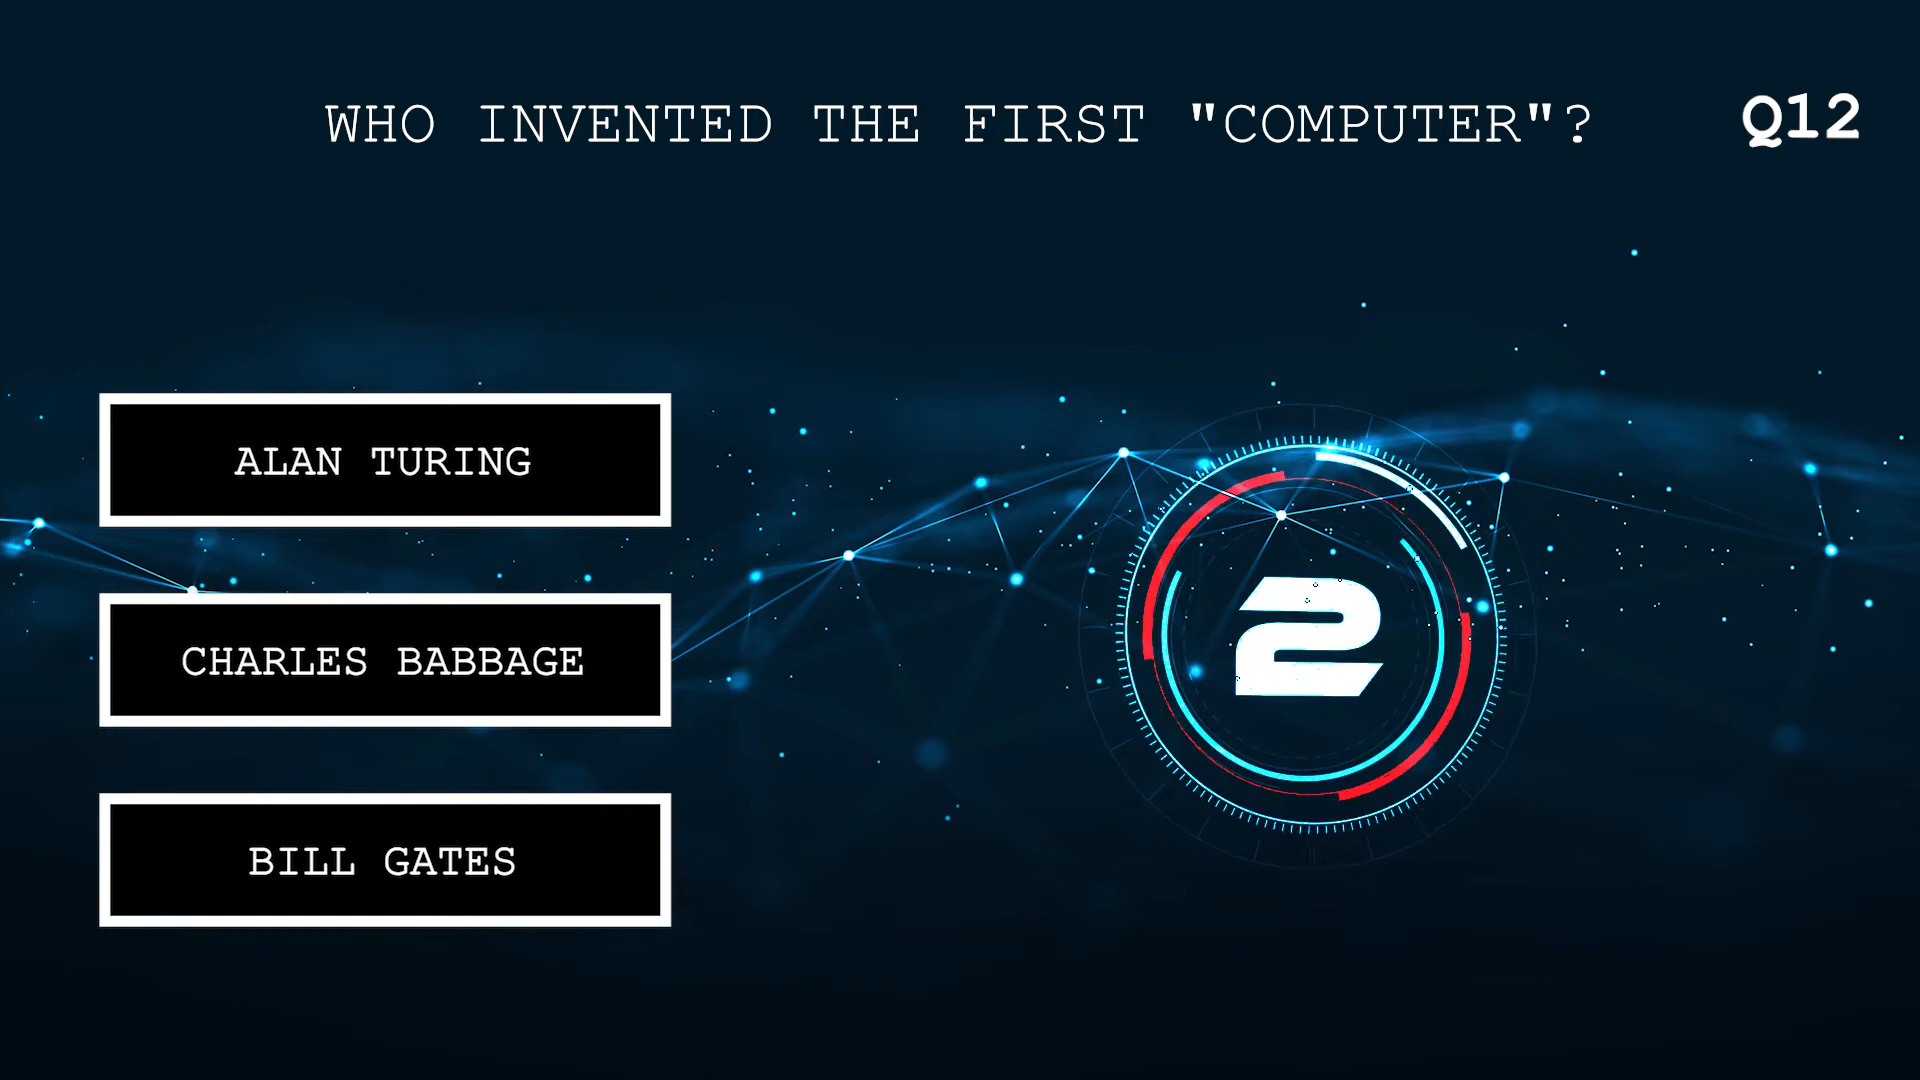 WHO INVENTED THE FIRST "COMPUTER"?
Q12
ALAN TURING
CHARLES BABBAGE
BILL GATES
2